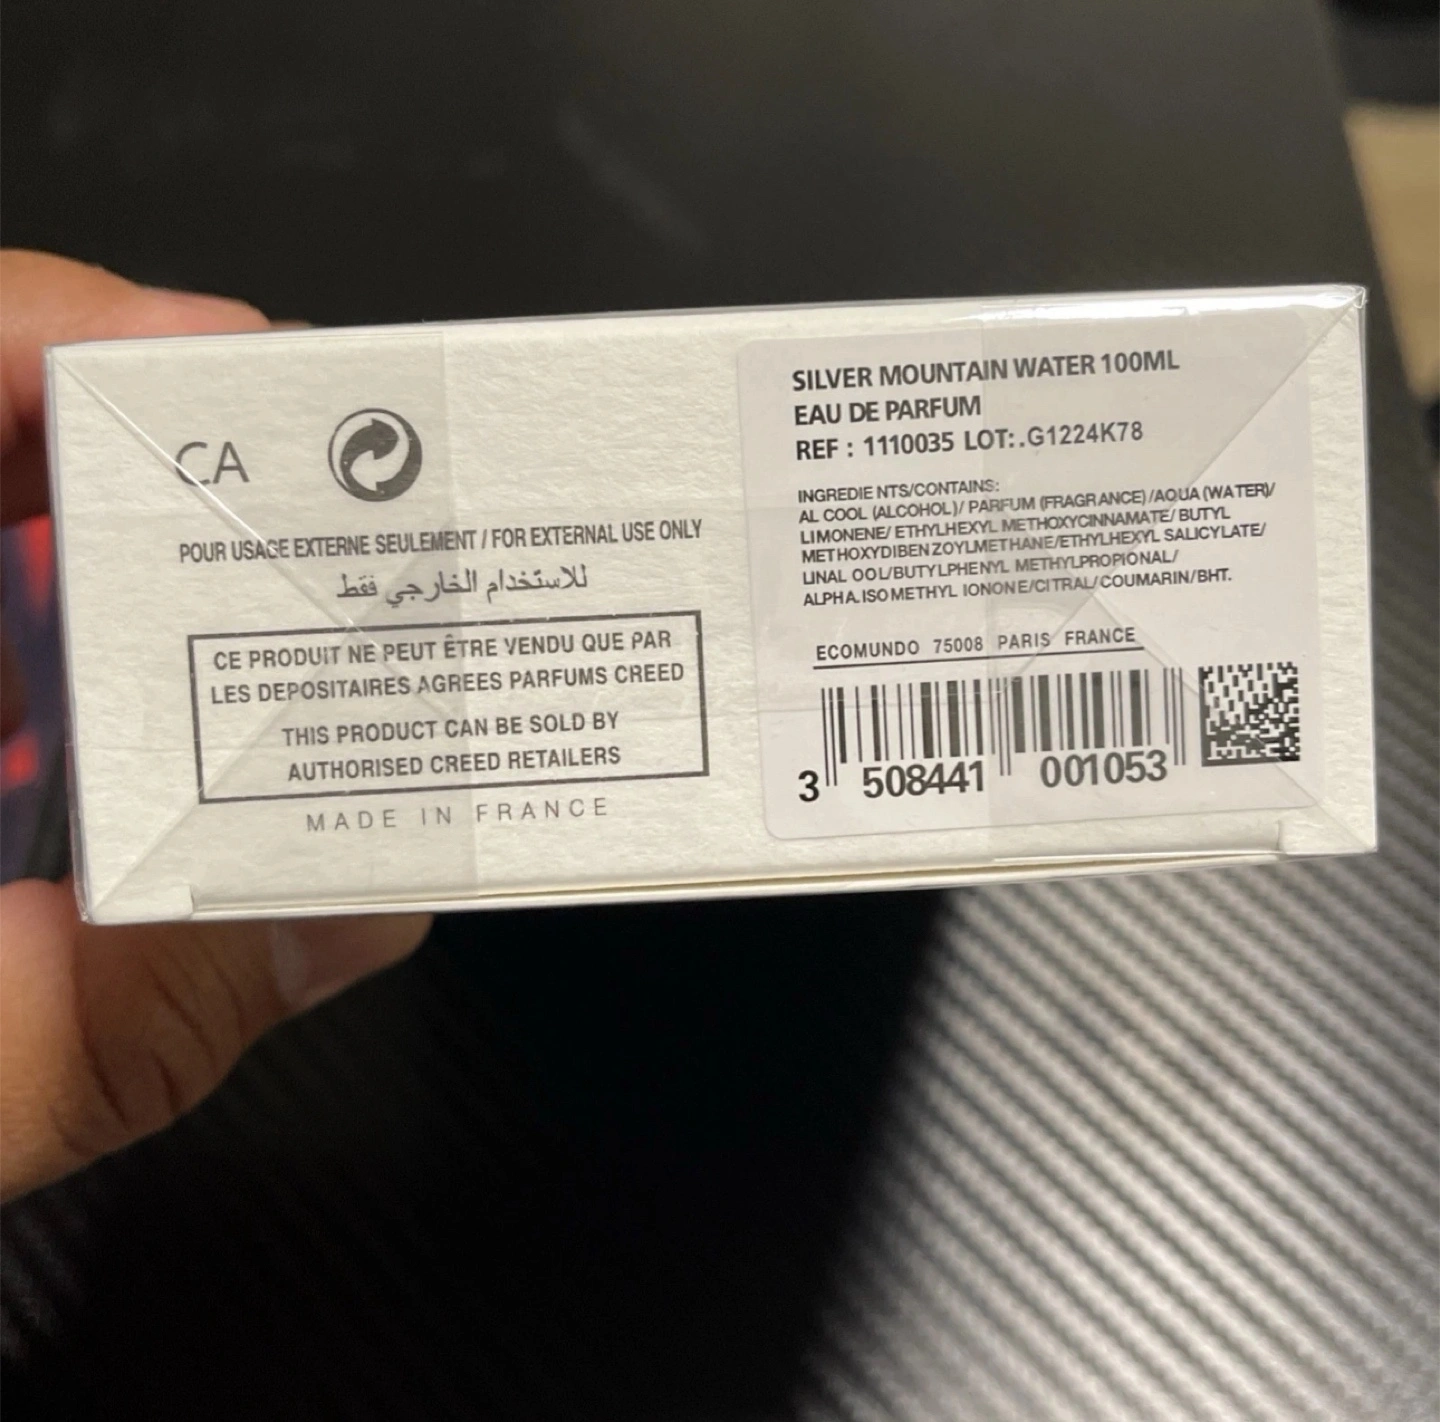 CA
POUR USAGE EXTERNE SEULEMENT / FOR EXTERNAL USE ONLY
للاستخدام الخارجي فقط
CE PRODUIT NE PEUT ÊTRE VENDU QUE PAR
LES DEPOSITAIRES AGREES PARFUMS CREED
THIS PRODUCT CAN BE SOLD BY
AUTHORISED CREED RETAILERS
MADE IN FRANCE
SILVER MOUNTAIN WATER 100ML
EAU DE PARFUM
REF : 1110035 LOT:.G1224K78
INGREDIE NTS/CONTAINS:
AL COOL (ALCOHOL)/ PARFUM (FRAGRANCE)/AQUA (WATER)/
LIMONENE/ ETHYLHEXYL METHOXYCINNAMATE/ BUTYL
METHOXYDIBEN ZOYLMETHANE/ETHYLHEXYL SALICYLATE/
LINAL OOL/BUTYLPHENYL METHYLPROPIONAL/
ALPHA.ISO METHYL IONON E/CITRAL/ COUMARIN/BHT.
ECOMUNDO 75008 PARIS FRANCE
3 508441 001053